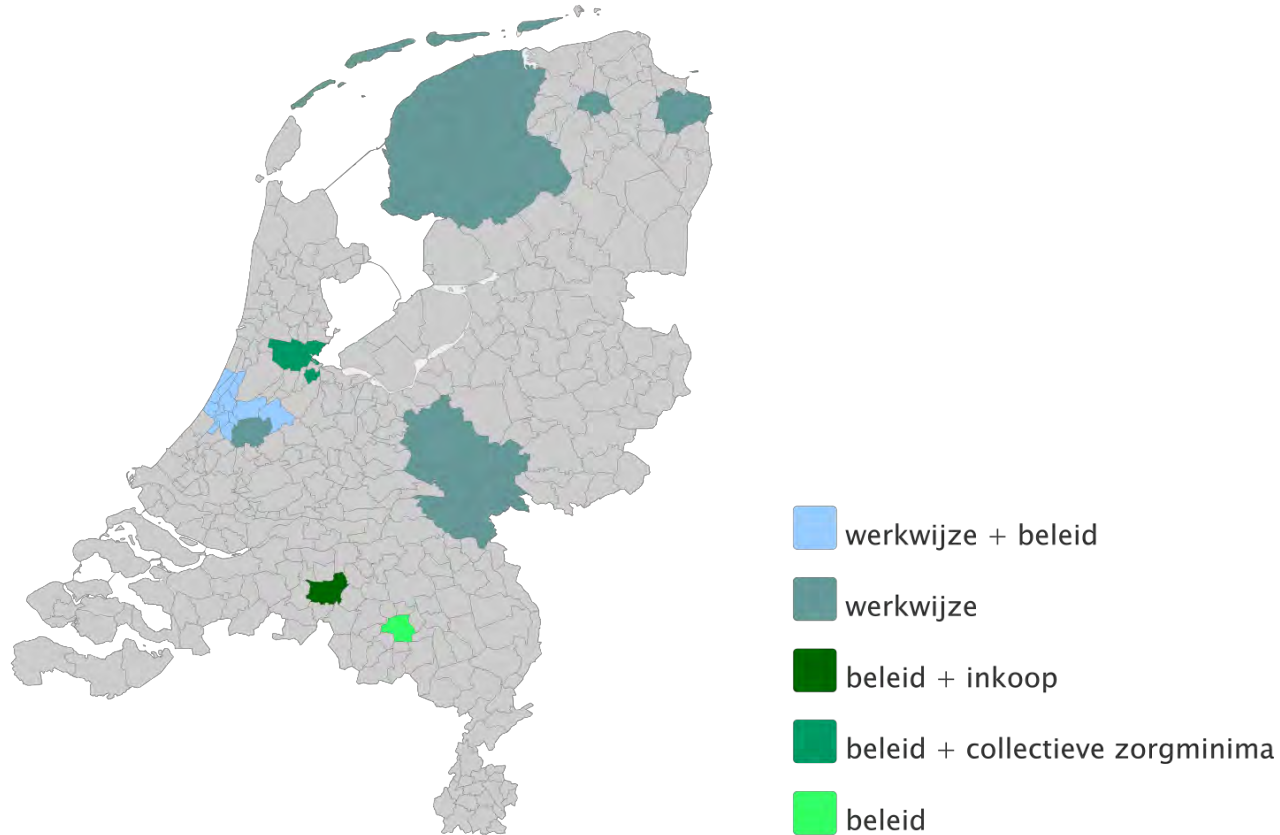 werkwijze + beleid
werkwijze
beleid + inkoop
beleid + collectieve zorgminima
beleid